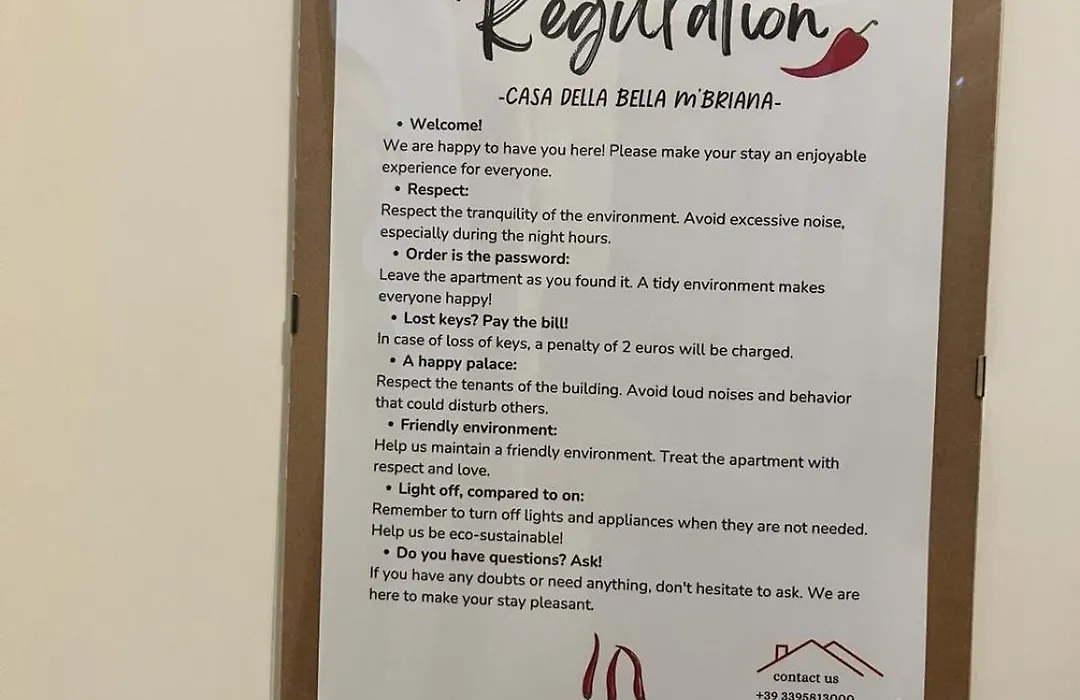 Regulation
-CASA DELLA BELLA M'BRIANA-
• Welcome!
We are happy to have you here! Please make your stay an enjoyable
experience for everyone.
• Respect:
Respect the tranquility of the environment. Avoid excessive noise,
especially during the night hours.
• Order is the password:
Leave the apartment as you found it. A tidy environment makes
everyone happy!
• Lost keys? Pay the bill!
In case of loss of keys, a penalty of 2 euros will be charged.
• A happy palace:
Respect the tenants of the building. Avoid loud noises and behavior
that could disturb others.
• Friendly environment:
Help us maintain a friendly environment. Treat the apartment with
respect and love.
• Light off, compared to on:
Remember to turn off lights and appliances when they are not needed.
Help us be eco-sustainable!
• Do you have questions? Ask!
If you have any doubts or need anything, don't hesitate to ask. We are
here to make your stay pleasant.
contact us
+39 3395813000